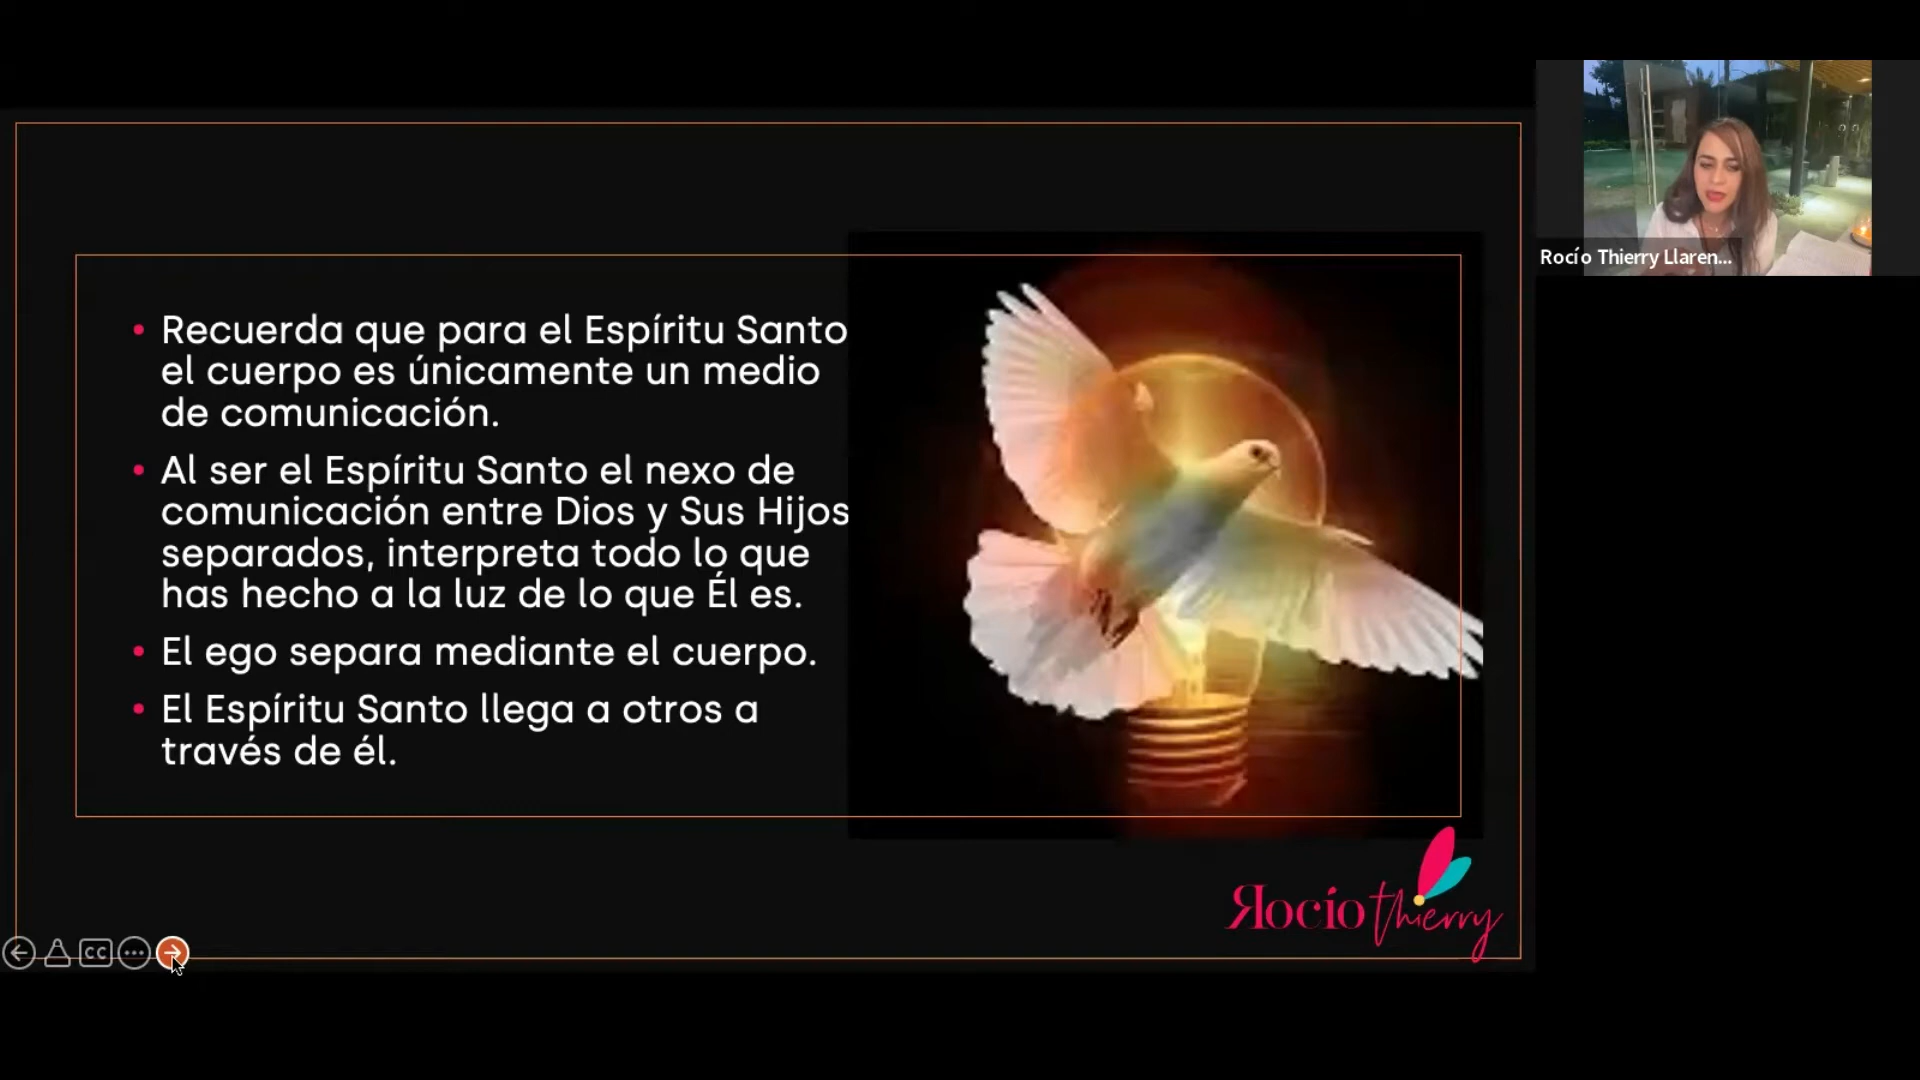 Rocío Thierry Llaren...
• Recuerda que para el Espíritu Santo
el cuerpo es únicamente un medio
de comunicación.
• Al ser el Espíritu Santo el nexo de
comunicación entre Dios y Sus Hijos
separados, interpreta todo lo que
has hecho a la luz de lo que Él es.
• El ego separa mediante el cuerpo.
• El Espíritu Santo llega a otros a
través de él.
Rocío Thierry
CC